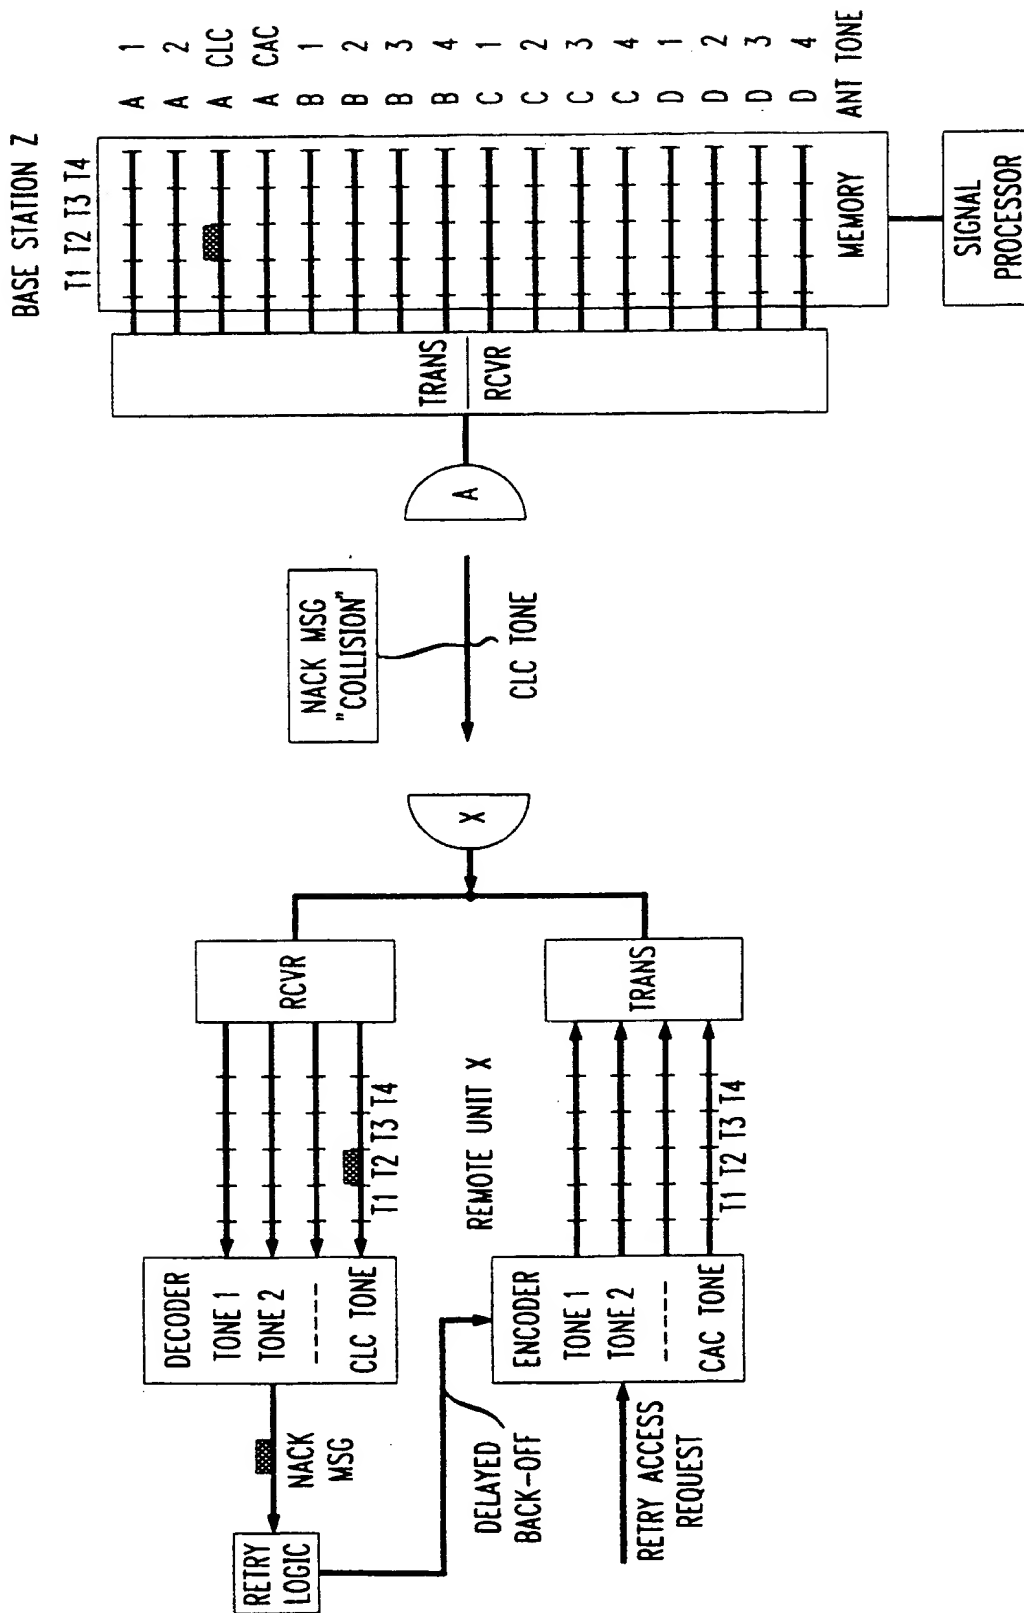 BASE STATION Z
T1 T2 T3 T4
A 1
A 2
A CLC
A CAC
B 1
B 2
B 3
B 4
C 1
C 2
C 3
C 4
D 1
D 2
D 3
D 4
ANT TONE
MEMORY
SIGNAL
PROCESSOR
TRANS
RCVR
A
NACK MSG
"COLLISION"
CLC TONE
X
RCVR
TRANS
REMOTE UNIT X
T1 T2 T3 T4
T1 T2 T3 T4
DECODER
TONE 1
TONE 2
------
CLC TONE
ENCODER
TONE 1
TONE 2
------
CAC TONE
NACK
MSG
RETRY
LOGIC
DELAYED
BACK-OFF
RETRY ACCESS
REQUEST